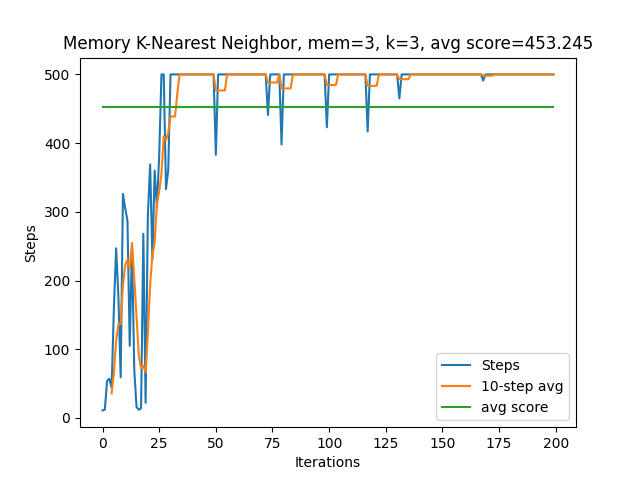 Memory K-Nearest Neighbor, mem=3, k=3, avg score=453.245
500
400
300
200
100
0
Steps
0 25 50 75 100 125 150 175 200
Iterations
Steps
10-step avg
avg score